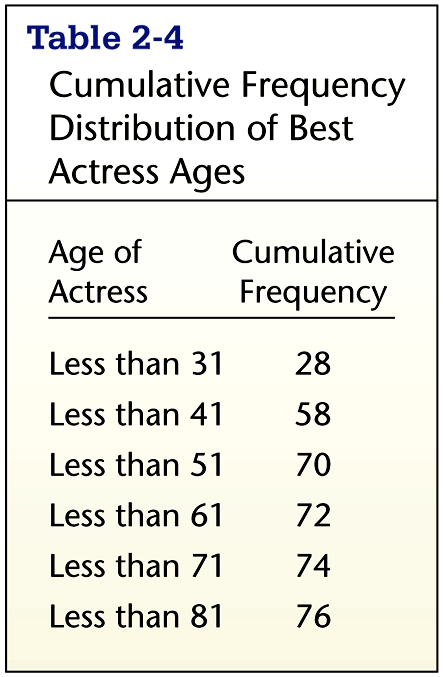 Table 2-4
Cumulative Frequency
Distribution of Best
Actress Ages
Age of Cumulative
Actress Frequency
Less than 31 28
Less than 41 58
Less than 51 70
Less than 61 72
Less than 71 74
Less than 81 76